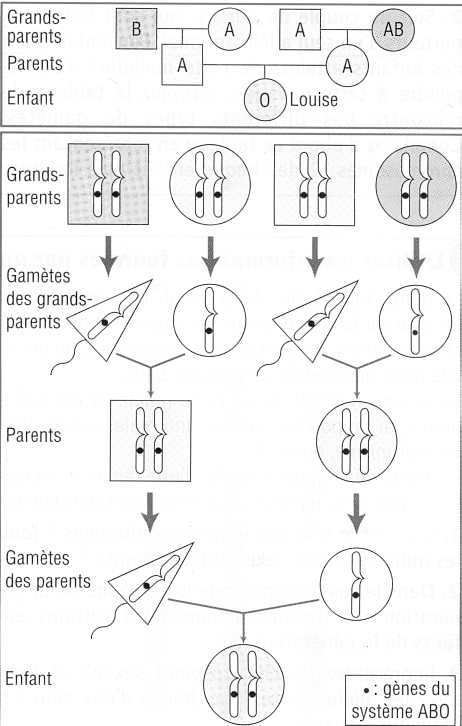 Grands-
parents
B
A
A
AB
Parents
A
Enfant
O
Louise
Grands-
parents
Gamètes
des grands-
parents
Parents
Gamètes
des parents
Enfant
• : gènes du
système ABO